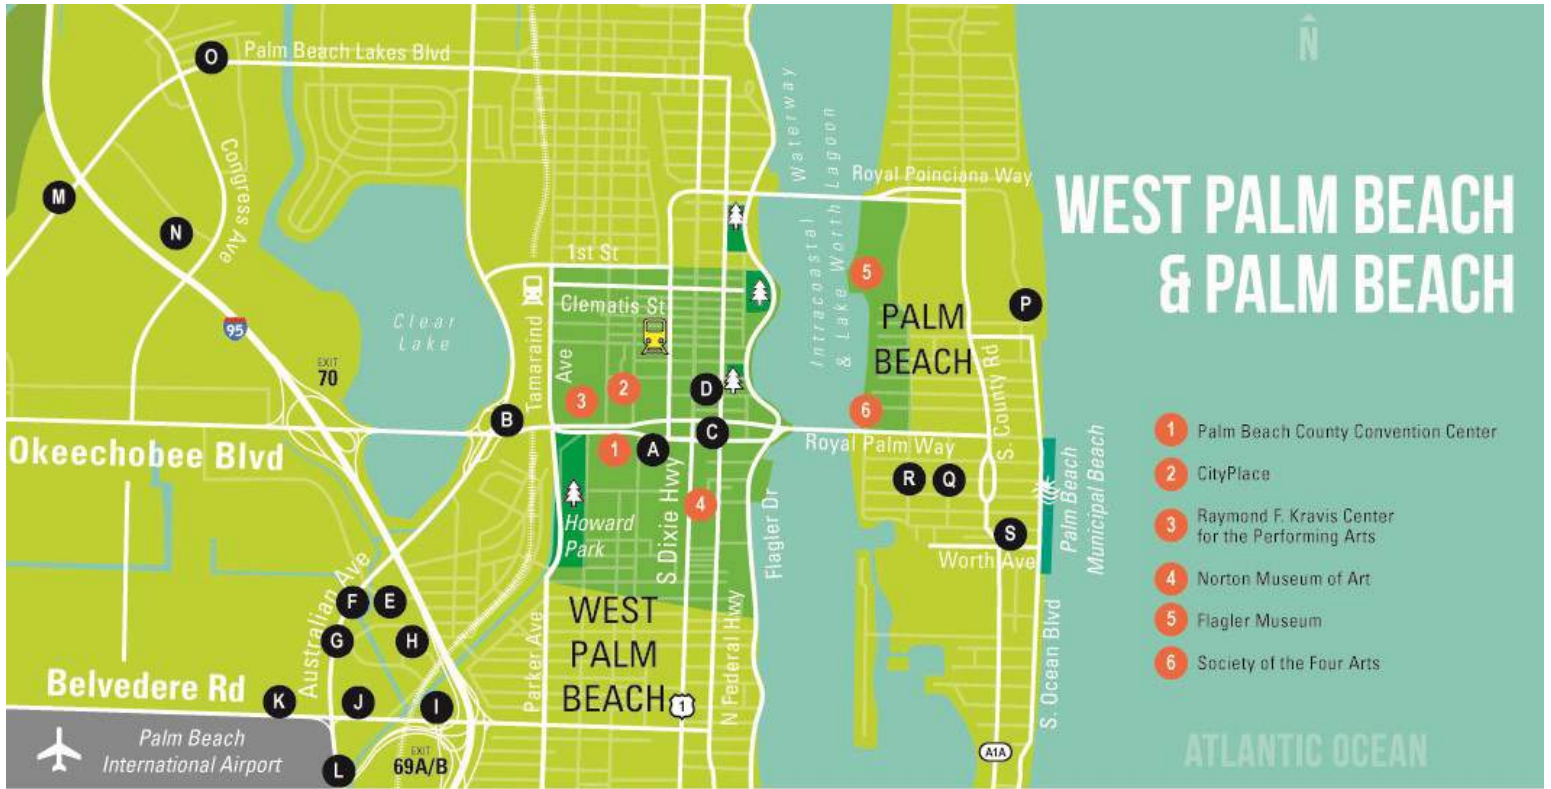 WEST PALM BEACH
& PALM BEACH
N
O
Palm Beach Lakes Blvd
Congress Ave
M
N
95
EXIT
70
Clear
Lake
1st St
Clematis St
Tamaraind
Ave
Waterway
Intracoastal
& Lake Worth Lagoon
Royal Poinciana Way
5
PALM
BEACH
P
S. County Rd
2
3
D
B
C
1
A
6
Royal Palm Way
Okeechobee Blvd
R
Q
Palm Beach
Municipal Beach
4
S Dixie Hwy
Flagler Dr
Howard
Park
S
Worth Ave
Australian Ave
F
E
G
H
WEST
PALM
BEACH
Parker Ave
N Federal Hwy
S. Ocean Blvd
Belvedere Rd
K
J
I
1
Palm Beach
International Airport
L
EXIT
69A/B
A1A
1 Palm Beach County Convention Center
2 CityPlace
3 Raymond F. Kravis Center
for the Performing Arts
4 Norton Museum of Art
5 Flagler Museum
6 Society of the Four Arts
ATLANTIC OCEAN